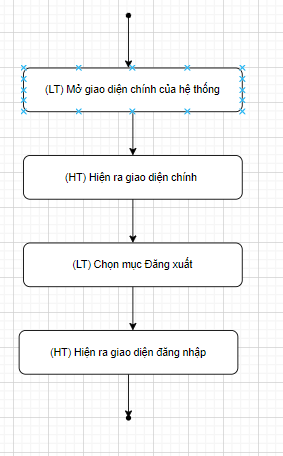 (LT) Mở giao diện chính của hệ thống
(HT) Hiện ra giao diện chính
(LT) Chọn mục Đăng xuất
(HT) Hiện ra giao diện đăng nhập